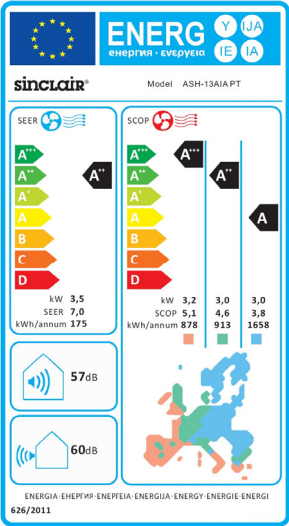 ENERG
Y IJA
IE IA
енергия · ενεργεια
sinclair®
Model ASH-13AIA PT
SEER
SCOP
A+++
A++
A+
A
B
C
D
A++
A+++
A++
A+
A
B
C
D
A+++
A++
A
kW 3,5
SEER 7,0
kWh/annum 175
kW 3,2 3,0 3,0
SCOP 5,1 4,6 3,8
kWh/annum 878 913 1658
57dB
60dB
ENERGIA·ЕНЕРГИЯ·ΕΝΕΡΓΕΙΑ·ENERGIJA·ENERGY·ENERGIE·ENERGI
626/2011